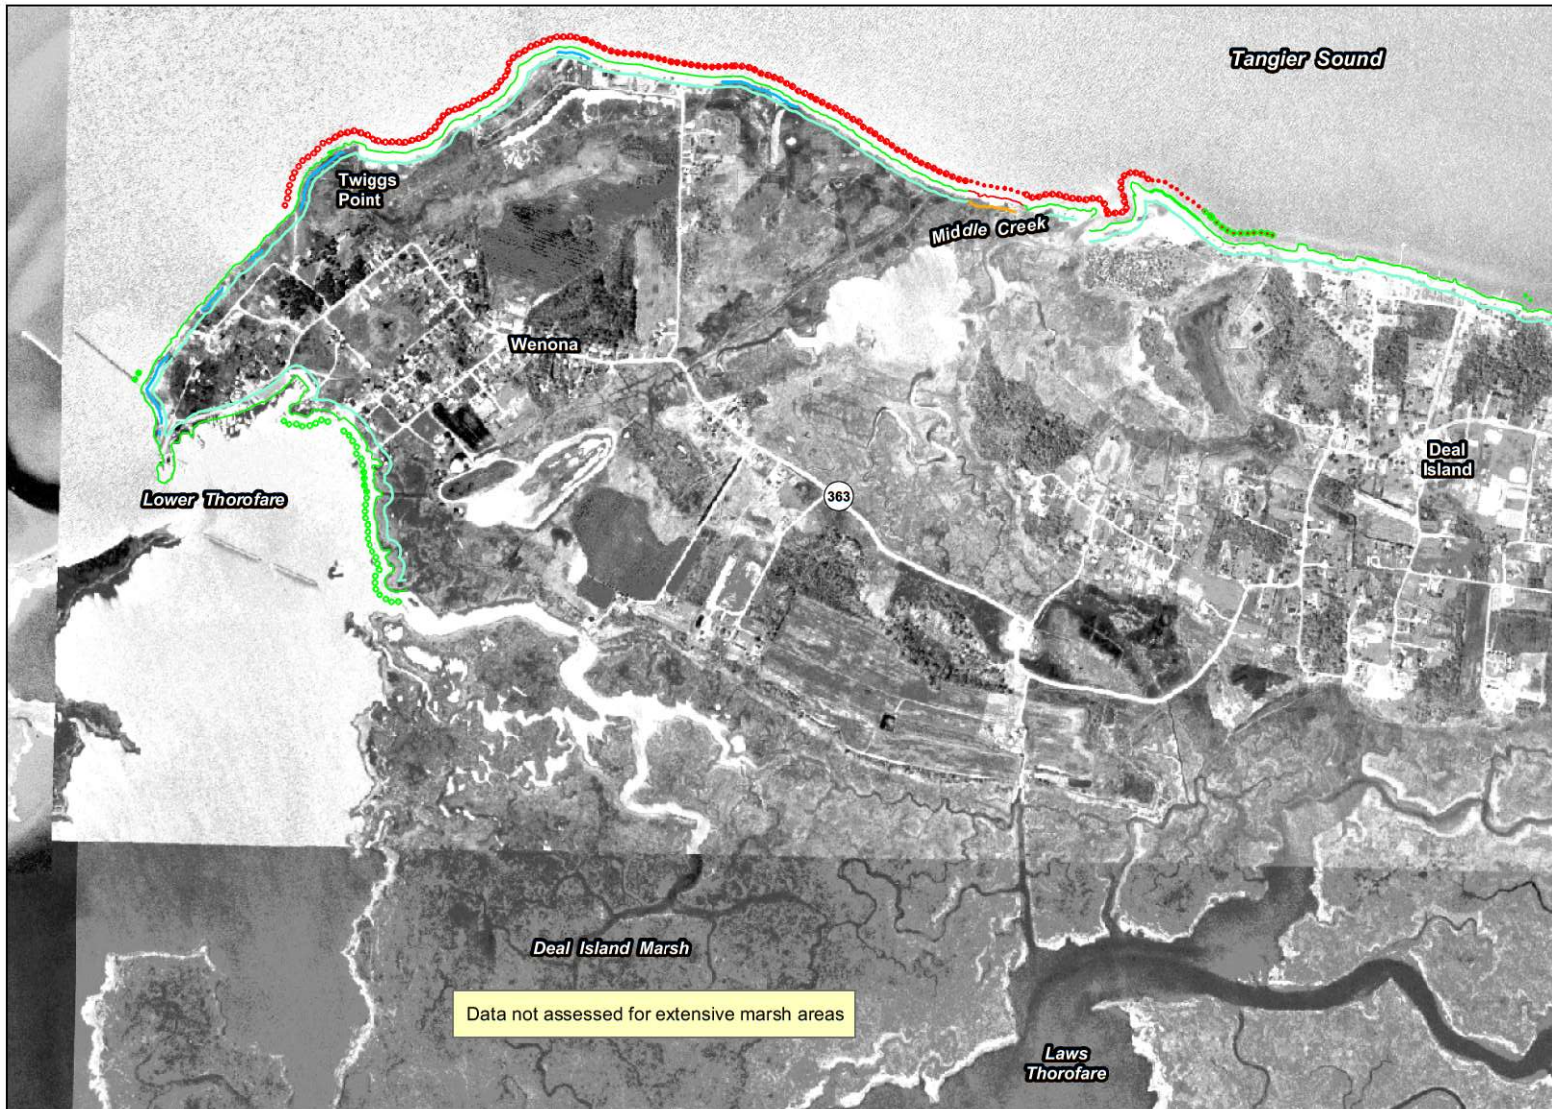 Tangier Sound
Twiggs
Point
Middle Creek
Wenona
Deal
Island
363
Lower Thorofare
Deal Island Marsh
Data not assessed for extensive marsh areas
Laws
Thorofare